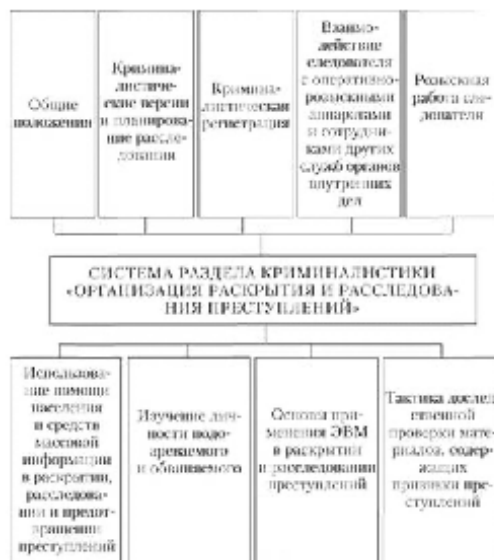 Общие
положения
Кримина-
листиче-
ские версии
и планирова-
ние рассле-
дования
Кримина-
листическая
регистрация
Взаимо-
действие
следователя
с оперативно-
розыскными
аппаратами
и сотрудни-
ками других
служб органов
внутренних
дел
Розыскная
работа сле-
дователя
СИСТЕМА РАЗДЕЛА КРИМИНАЛИСТИКИ
«ОРГАНИЗАЦИЯ РАСКРЫТИЯ И РАССЛЕДОВА-
НИЯ ПРЕСТУПЛЕНИЙ»
Использова-
ние помощи
населения
и средств
массовой
информации
в раскрытии,
расследова-
нии и предот-
вращении
преступлений
Изучение лич-
ности подо-
зреваемого
и обвиняемого
Основы при-
менения ЭВМ
в раскрытии
и расследовании
преступлений
Тактика дослед-
ственной
проверки мате-
риалов, содер-
жащих
признаки пре-
ступлений